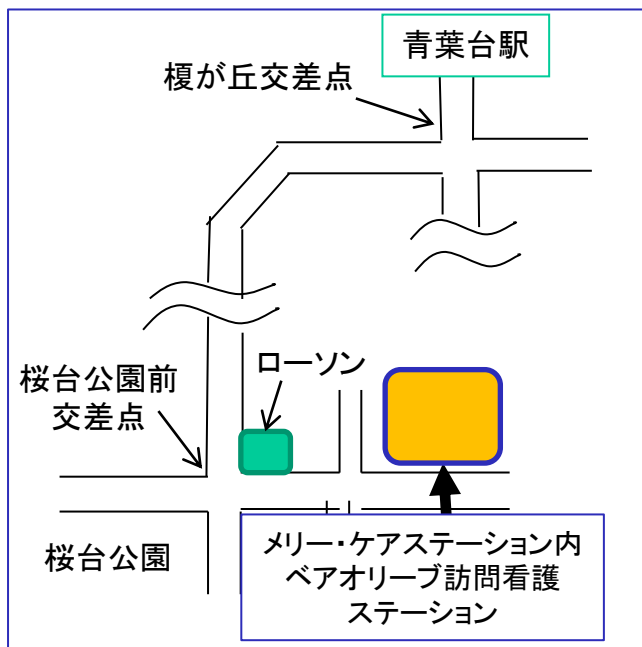 青葉台駅
榎が丘交差点
ローソン
桜台公園前
交差点
桜台公園
メリー・ケアステーション内
ベアオリーブ訪問看護
ステーション